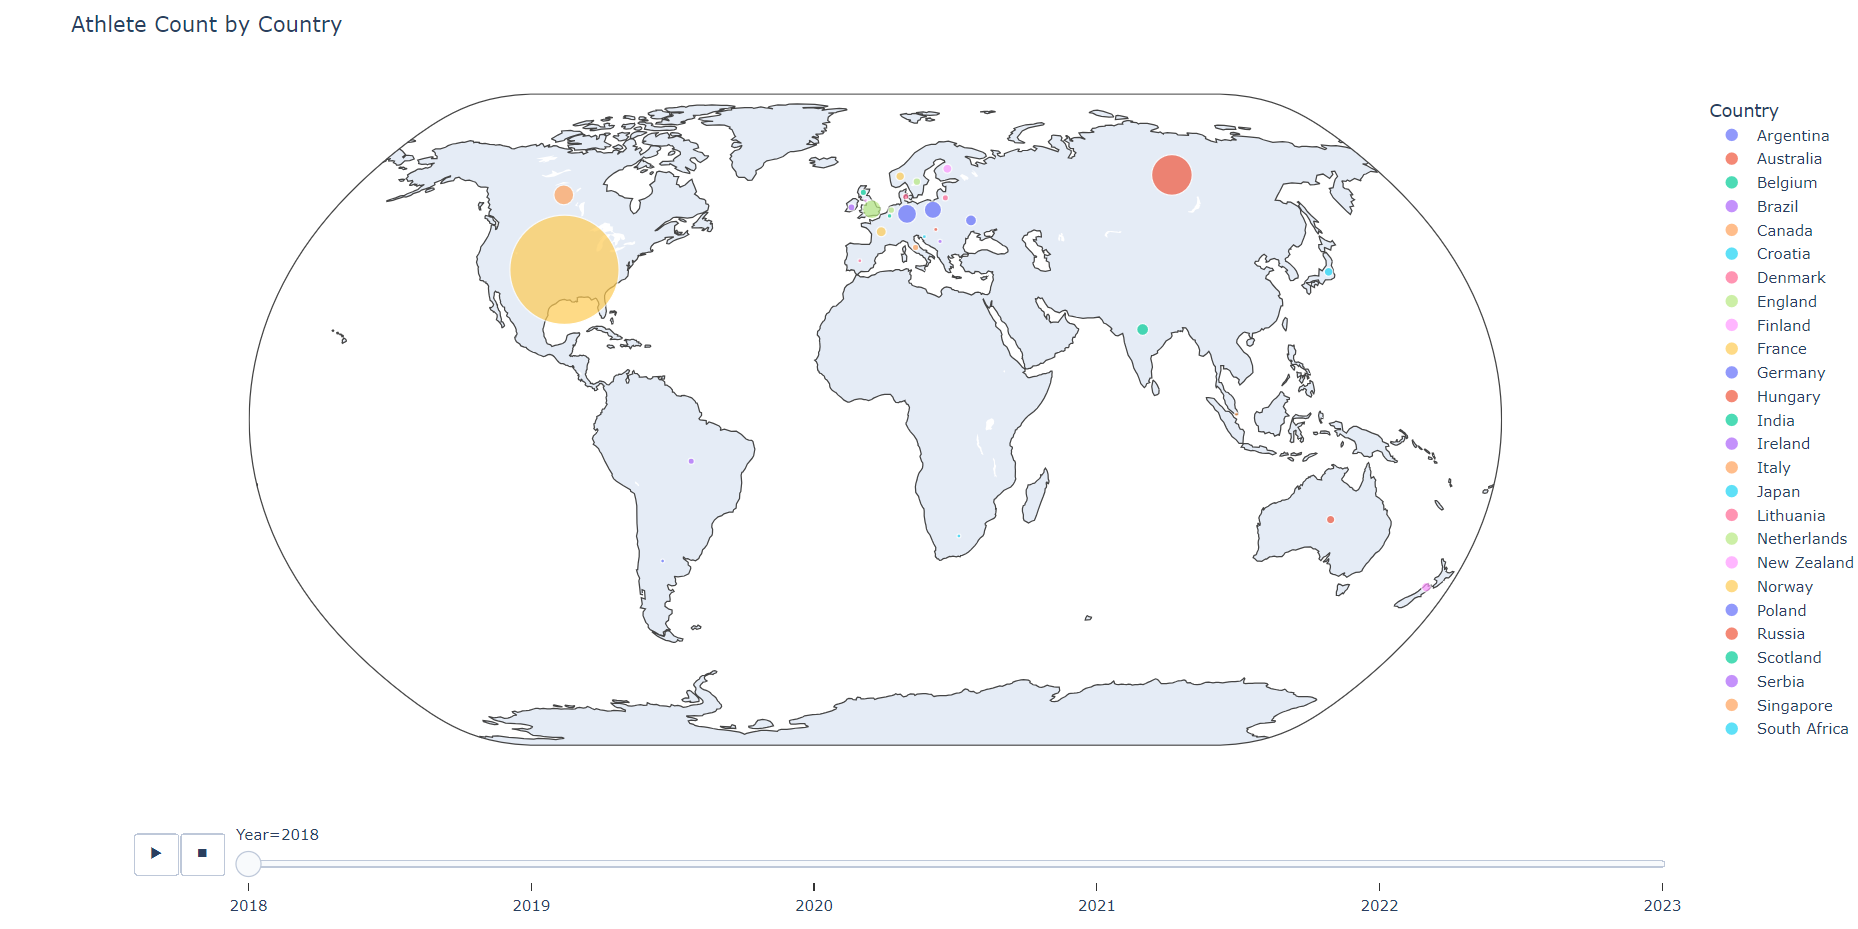 Athlete Count by Country
Country
Argentina
Australia
Belgium
Brazil
Canada
Croatia
Denmark
England
Finland
France
Germany
Hungary
India
Ireland
Italy
Japan
Lithuania
Netherlands
New Zealand
Norway
Poland
Russia
Scotland
Serbia
Singapore
South Africa
Year=2018
2018 2019 2020 2021 2022 2023